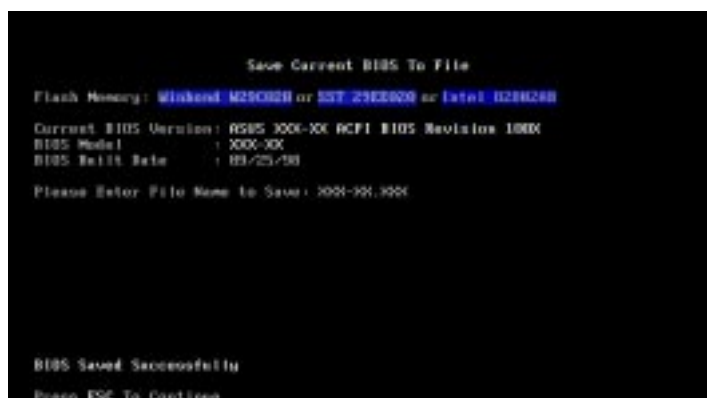 Save Current BIOS To File
Flash Memory: Winbond W29C020 or SST 29EE020 or Intel
Current BIOS Version: ASUS XXX-XX ACPI BIOS Revision 100X
BIOS Model : XXX-XX
BIOS Built Date : 09/25/98
Please Enter File Name to Save: XXX-XX.XXX
BIOS Saved Successfully
Press ESC To Continue